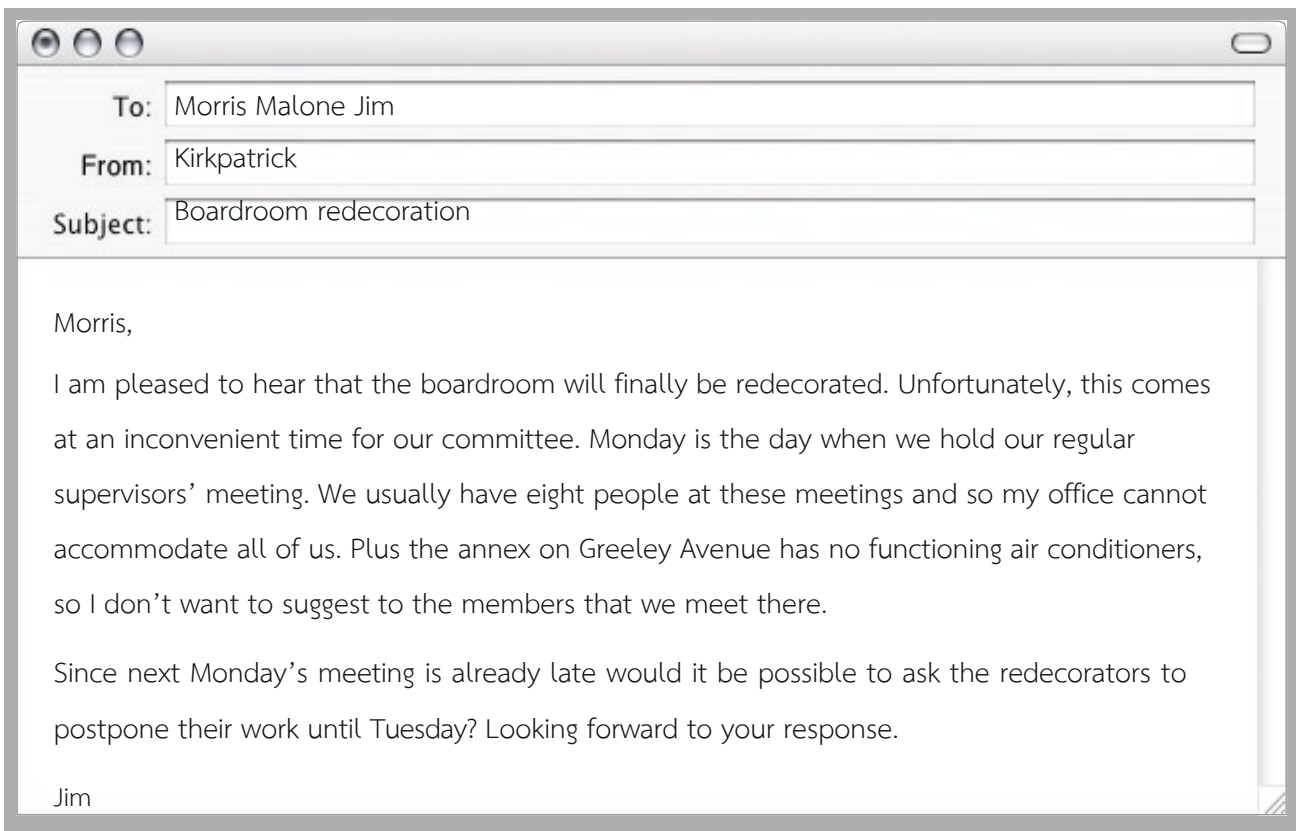 To: Morris Malone Jim
From: Kirkpatrick
Subject: Boardroom redecoration
Morris,
I am pleased to hear that the boardroom will finally be redecorated. Unfortunately, this comes
at an inconvenient time for our committee. Monday is the day when we hold our regular
supervisors’ meeting. We usually have eight people at these meetings and so my office cannot
accommodate all of us. Plus the annex on Greeley Avenue has no functioning air conditioners,
so I don’t want to suggest to the members that we meet there.
Since next Monday’s meeting is already late would it be possible to ask the redecorators to
postpone their work until Tuesday? Looking forward to your response.
Jim